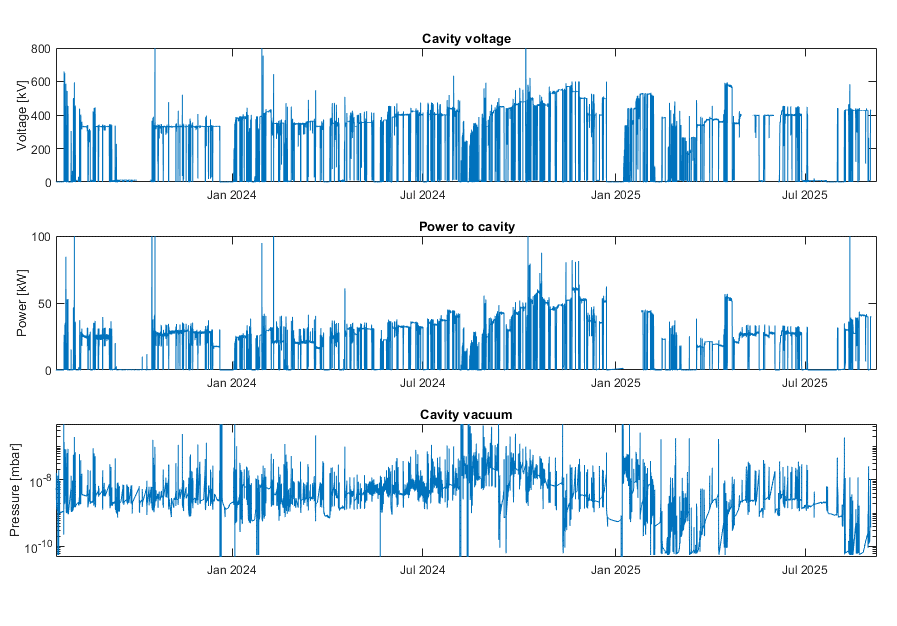 Cavity voltage
800
600
400
200
0
Voltage [kV]
Jan 2024
Jul 2024
Jan 2025
Jul 2025
Power to cavity
100
50
0
Power [kW]
Jan 2024
Jul 2024
Jan 2025
Jul 2025
Cavity vacuum
10⁻⁸
10⁻¹⁰
Pressure [mbar]
Jan 2024
Jul 2024
Jan 2025
Jul 2025